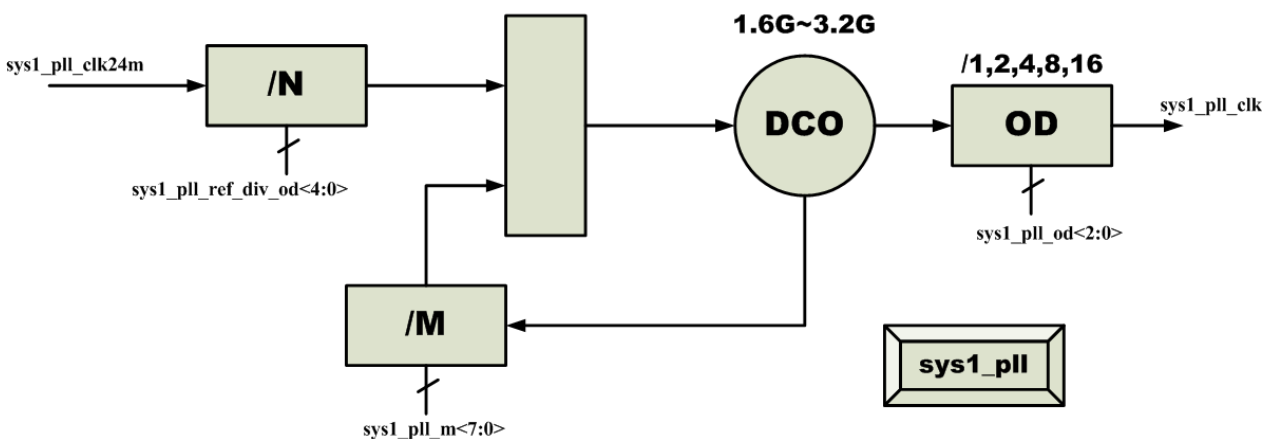 1.6G~3.2G
sys1_pll_clk24m
/N
/1,2,4,8,16
DCO
OD
sys1_pll_clk
sys1_pll_ref_div_od<4:0>
sys1_pll_od<2:0>
/M
sys1_pll
sys1_pll_m<7:0>